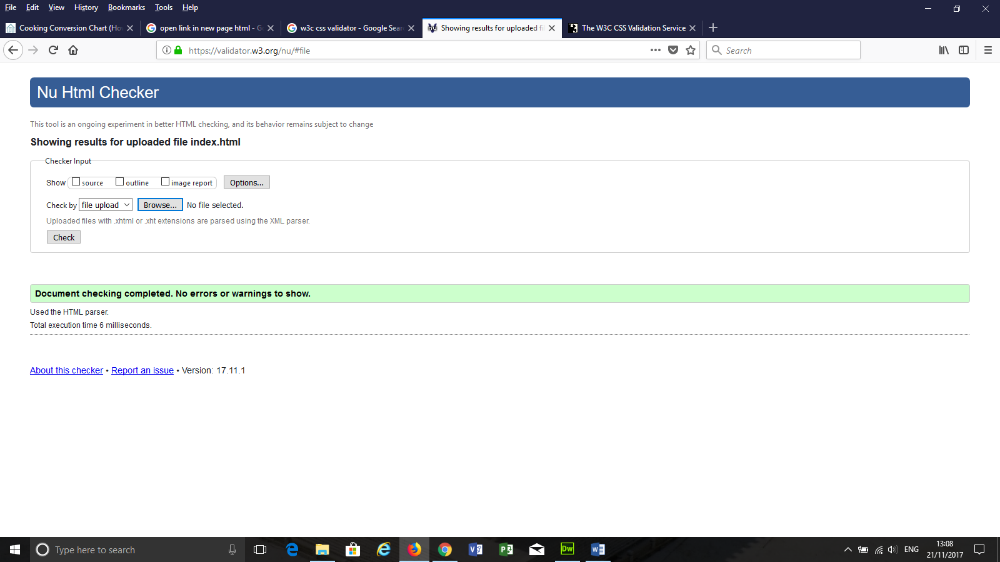 File Edit View History Bookmarks Tools Help
Cooking Conversion Chart (Ho open link in new page html - G w3c css validator - Google Sear Showing results for uploaded fi The W3C CSS Validation Service
https://validator.w3.org/nu/#file Search
Nu Html Checker
This tool is an ongoing experiment in better HTML checking, and its behavior remains subject to change
Showing results for uploaded file index.html
Checker Input
Show source outline image report Options...
Check by file upload Browse... No file selected.
Uploaded files with .xhtml or .xht extensions are parsed using the XML parser.
Check
Document checking completed. No errors or warnings to show.
Used the HTML parser.
Total execution time 6 milliseconds.
About this checker • Report an issue • Version: 17.11.1
Type here to search Dw ENG 13:08
21/11/2017